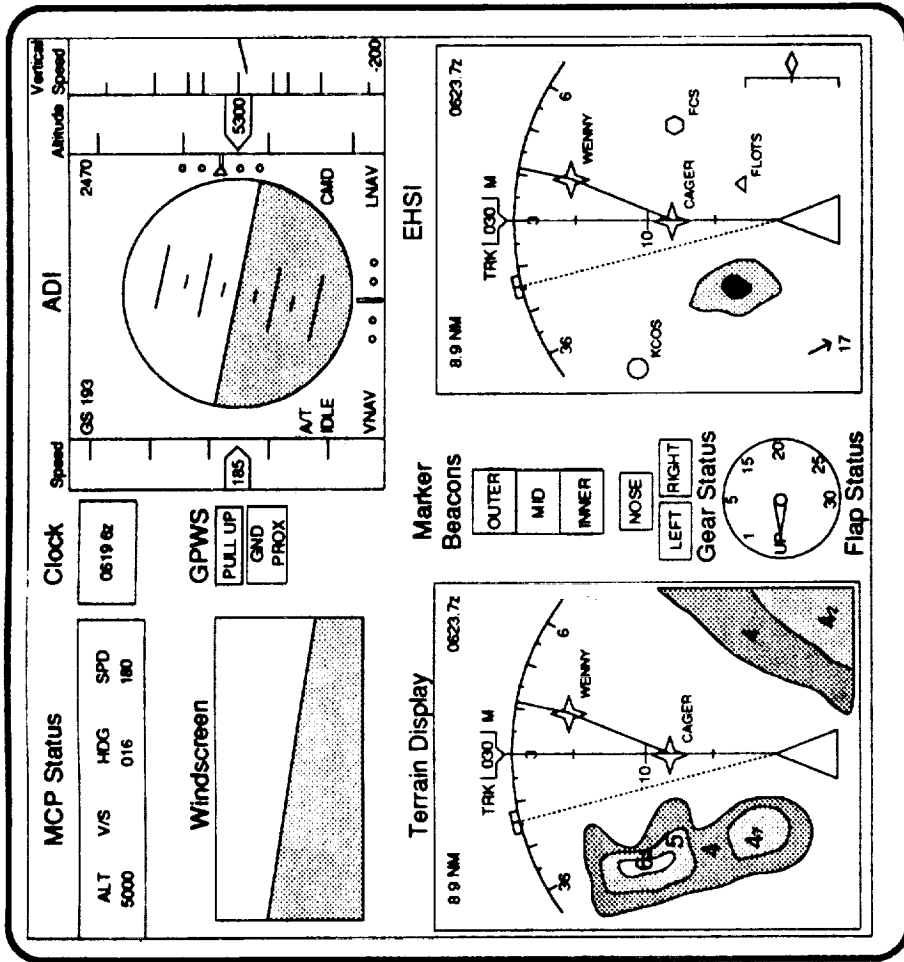 MCP Status
ALT V/S HDG SPD
5000 016 180
Clock
0619 6z
Windscreen
GPWS
PULL UP
GND
PROX
ADI
Speed
185
GS 193
2470
A/T
IDLE
CMD
VNAV
LNAV
Altitude
5300
Vertical
Speed
-200
Terrain Display
8 9 NM
TRK 030 M
0623.7z
36
3
6
WENNY
10
CAGER
6
5
4
4
4
Marker
Beacons
OUTER
MID
INNER
NOSE
LEFT RIGHT
Gear Status
UP 1 5 15 20 25 30
Flap Status
EHSI
8.9 NM
TRK 030 M
0623.7z
36
3
6
WENNY
KCOS
10
CAGER
FCS
FLOTS
17